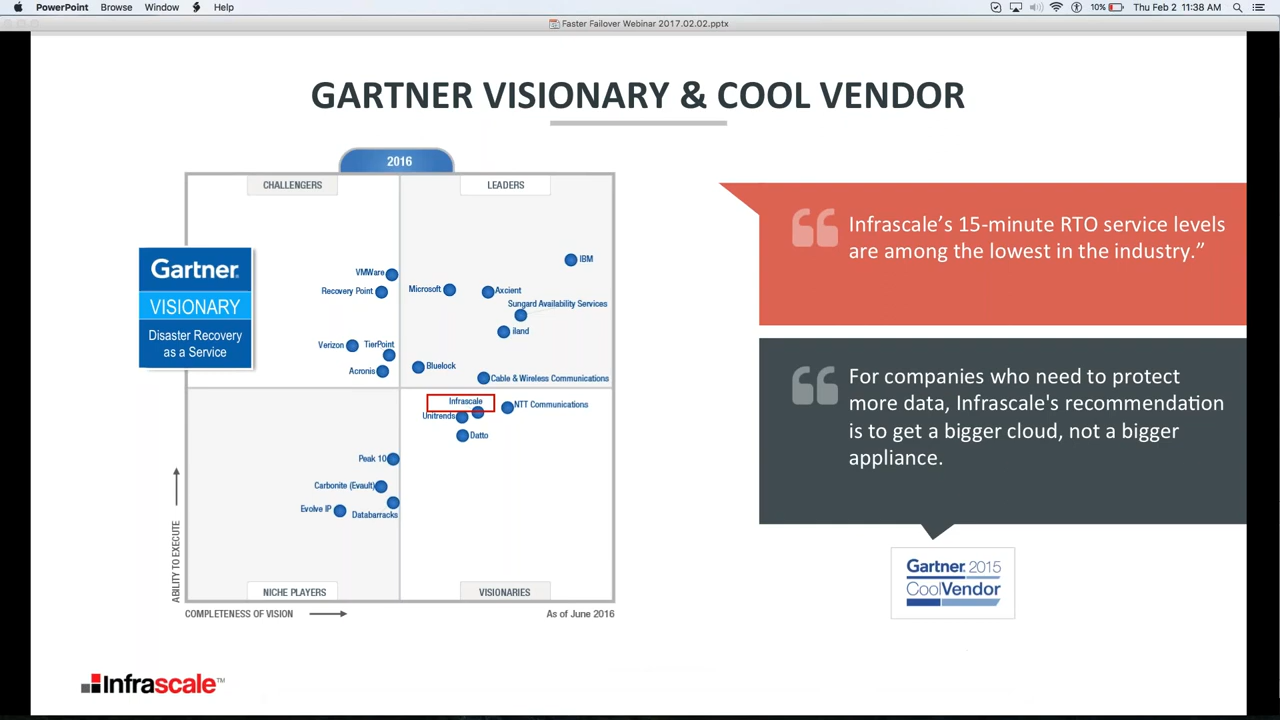 PowerPoint Browse Window Help
10% Thu Feb 2 11:38 AM
Faster Failover Webinar 2017.02.02.pptx
GARTNER VISIONARY & COOL VENDOR
2016
CHALLENGERS
LEADERS
Gartner.
VISIONARY
Disaster Recovery
as a Service
IBM
VMWare
Recovery Point
Microsoft
Axcient
Sungard Availability Services
iland
Verizon
TierPoint
Acronis
Bluelock
Cable & Wireless Communications
Infrascale
NTT Communications
Unitrends
Datto
Peak 10
Carbonite (Evault)
Evolve IP
Databarracks
ABILITY TO EXECUTE
NICHE PLAYERS
VISIONARIES
COMPLETENESS OF VISION
As of June 2016
“
Infrascale’s 15-minute RTO service levels
are among the lowest in the industry.”
“
For companies who need to protect
more data, Infrascale's recommendation
is to get a bigger cloud, not a bigger
appliance.
Gartner. 2015
CoolVendor
Infrascale™